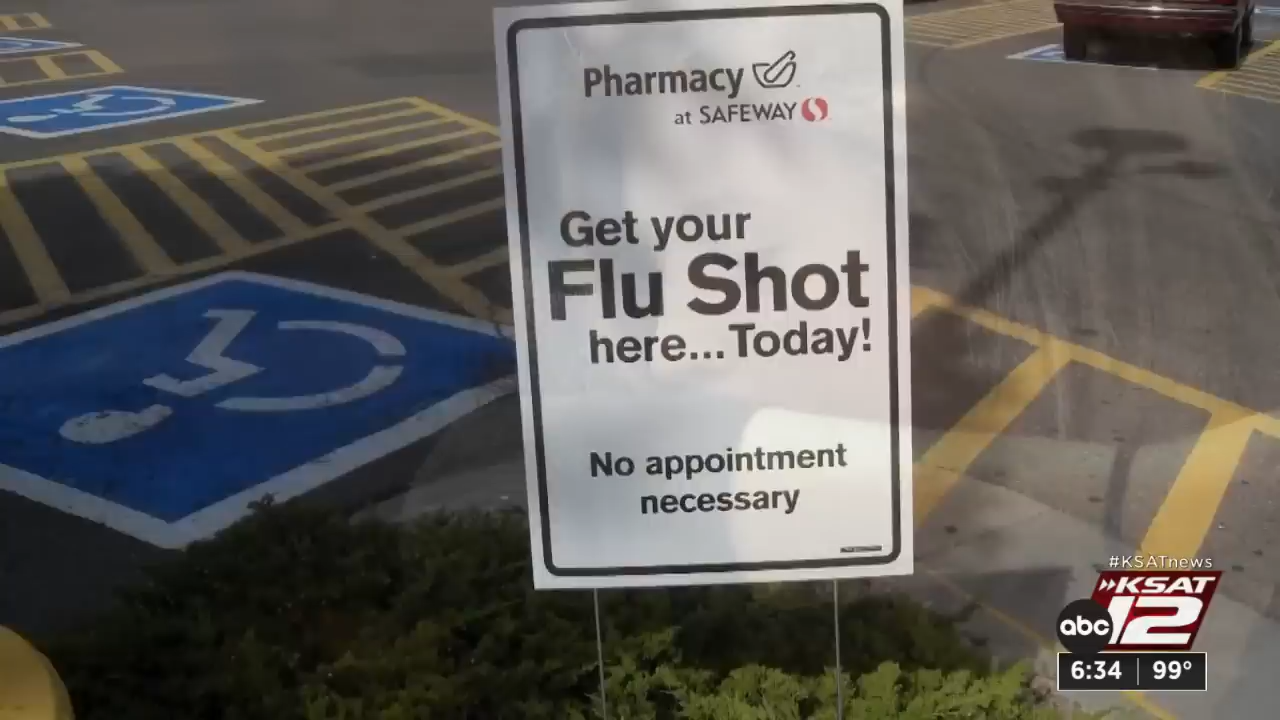 Pharmacy
at SAFEWAY
Get your
Flu Shot
here...Today!
No appointment
necessary
#KSATnews
KSAT
abc 12
6:34 99°